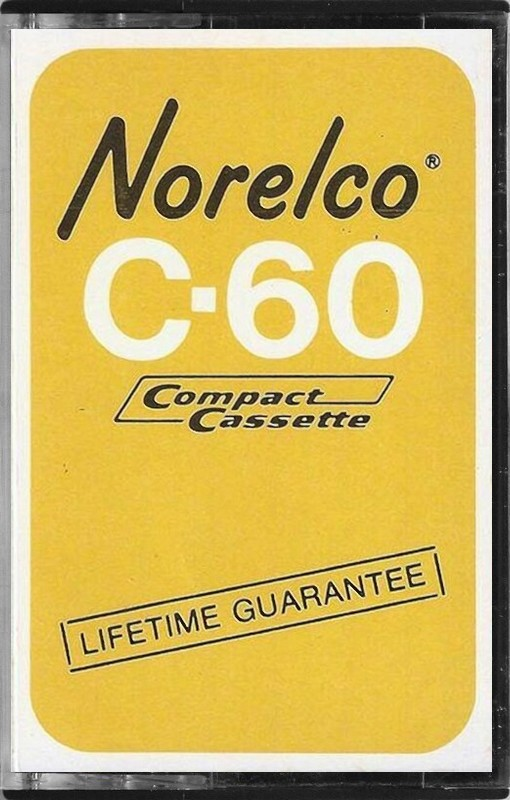 Norelco®
C·60
Compact
Cassette
LIFETIME GUARANTEE